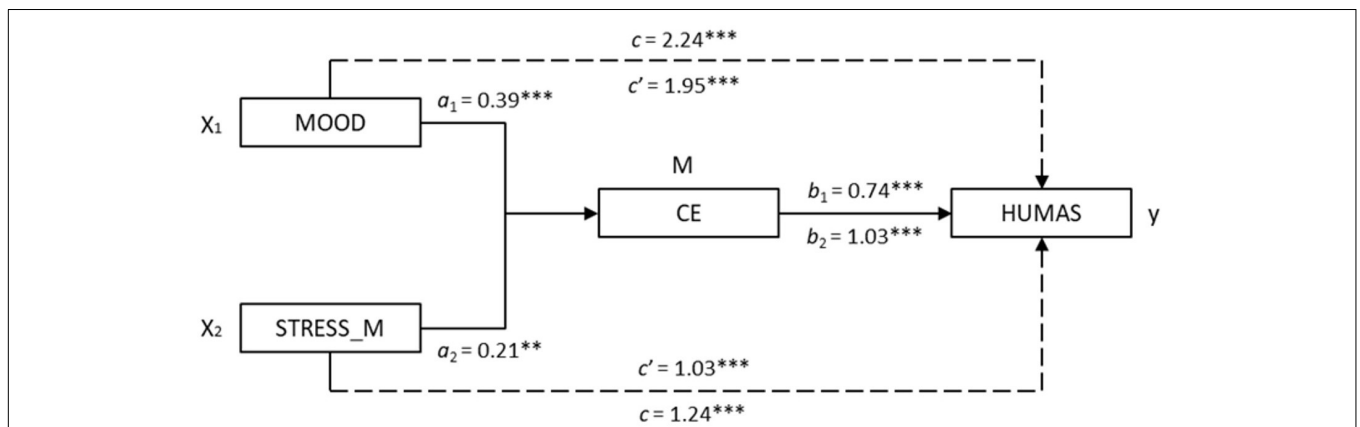 c = 2.24***
c’ = 1.95***
a1 = 0.39***
X1
MOOD
M
CE
b1 = 0.74***
b2 = 1.03***
HUMAS
y
X2
STRESS_M
a2 = 0.21**
c’ = 1.03***
c = 1.24***